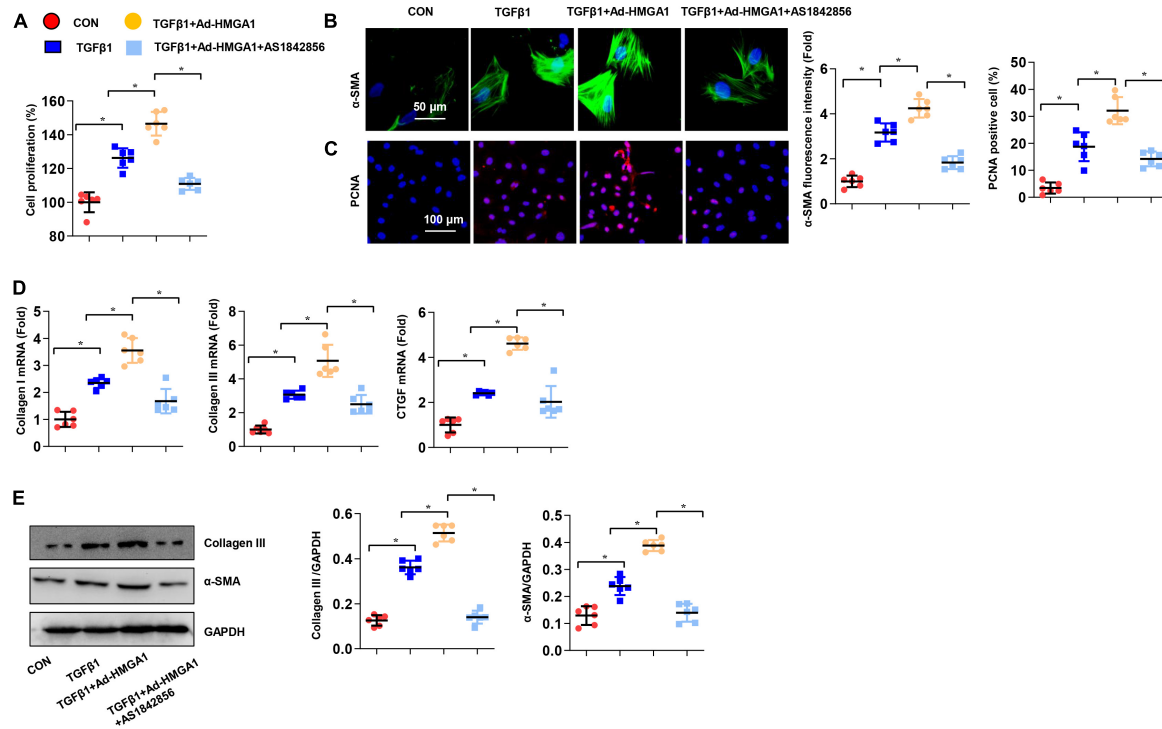 A
CON
TGFβ1+Ad-HMGA1
TGFβ1
TGFβ1+Ad-HMGA1+AS1842856
Cell proliferation (%)
160
140
120
100
80
*
*
*
B
CON
TGFβ1
TGFβ1+Ad-HMGA1
TGFβ1+Ad-HMGA1+AS1842856
α-SMA
50 μm
C
PCNA
100 μm
α-SMA fluorescence intensity (Fold)
6
4
2
0
*
*
*
PCNA positive cell (%)
50
40
30
20
10
0
*
*
*
D
Collagen I mRNA (Fold)
5
4
3
2
1
0
*
*
*
Collagen III mRNA (Fold)
8
6
4
2
0
*
*
*
CTGF mRNA (Fold)
6
4
2
0
*
*
*
E
Collagen III
α-SMA
GAPDH
CON
TGFβ1
TGFβ1+Ad-HMGA1
TGFβ1+Ad-HMGA1
+AS1842856
Collagen III /GAPDH
0.6
0.4
0.2
0.0
*
*
*
α-SMA/GAPDH
0.5
0.4
0.3
0.2
0.1
0.0
*
*
*